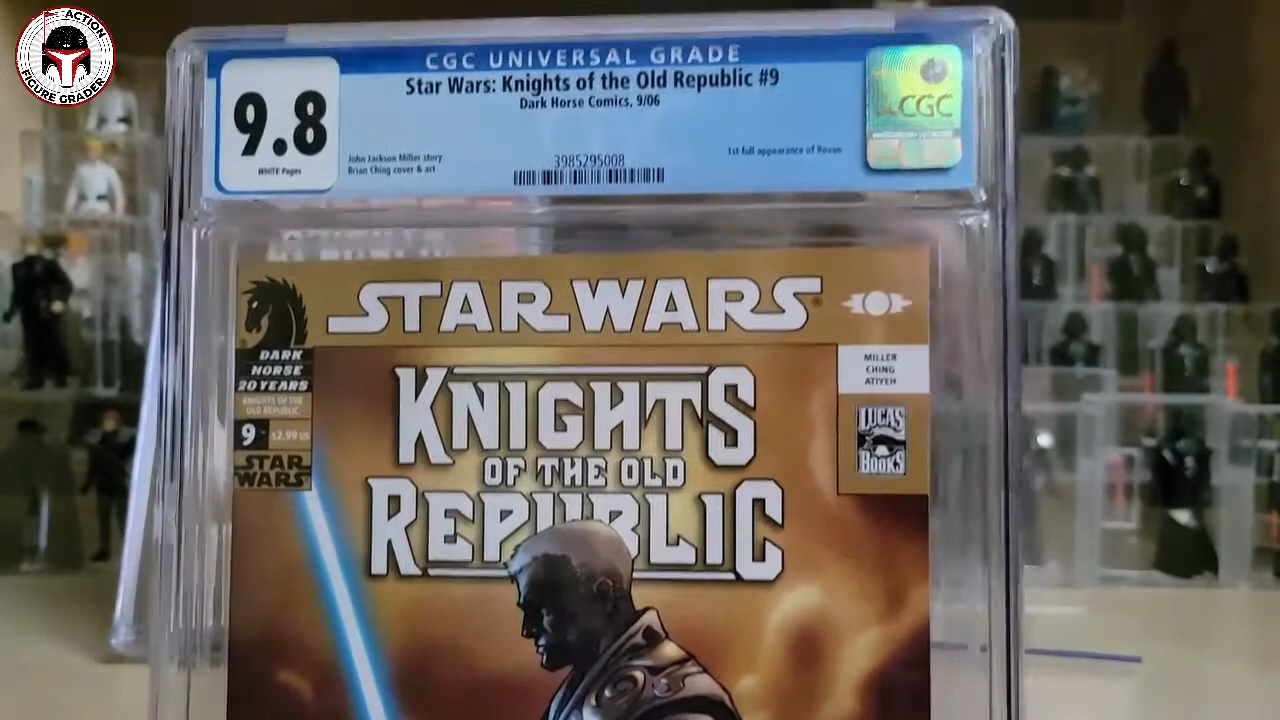 ACTION
FIGURE GRADER
CGC UNIVERSAL GRADE
Star Wars: Knights of the Old Republic #9
Dark Horse Comics, 9/06
9.8
WHITE Pages
John Jackson Miller story
Brian Ching cover & art
3985295008
1st full appearance of Revan
CGC
STAR WARS
DARK
HORSE
20 YEARS
KNIGHTS OF THE
OLD REPUBLIC
9 $2.99 US
STAR
WARS
KNIGHTS
OF THE OLD
REPUBLIC
MILLER
CHING
ATIYEH
LUCAS
BOOKS